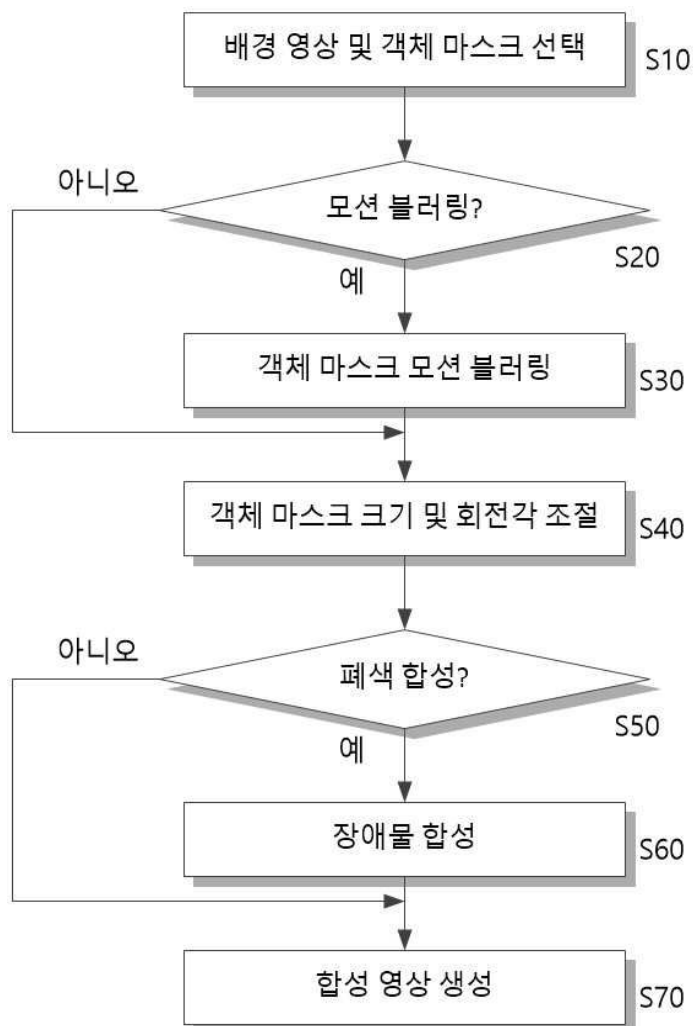 배경 영상 및 객체 마스크 선택
S10
아니오
모션 블러링?
S20
예
객체 마스크 모션 블러링
S30
객체 마스크 크기 및 회전각 조절
S40
아니오
폐색 합성?
S50
예
장애물 합성
S60
합성 영상 생성
S70